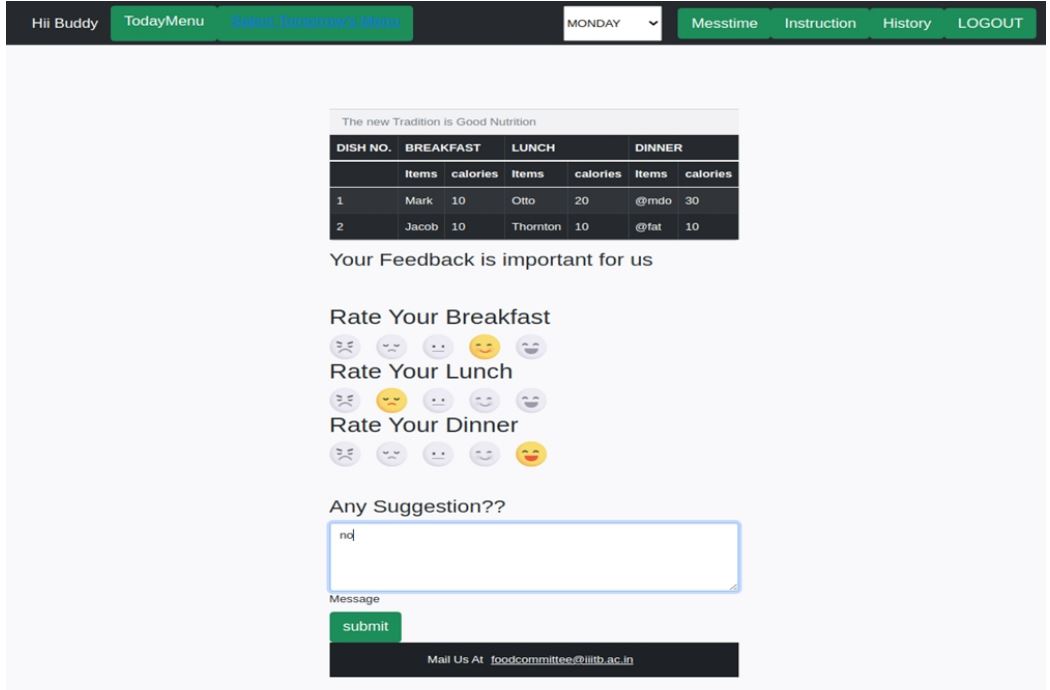 Hii Buddy TodayMenu Select Tomorrow's Menu MONDAY Messtime Instruction History LOGOUT
The new Tradition is Good Nutrition
DISH NO. BREAKFAST LUNCH DINNER
Items calories Items calories Items calories
1 Mark 10 Otto 20 @mdo 30
2 Jacob 10 Thornton 10 @fat 10
Your Feedback is important for us
Rate Your Breakfast
Rate Your Lunch
Rate Your Dinner
Any Suggestion??
no
Message
submit
Mail Us At foodcommittee@iiitb.ac.in